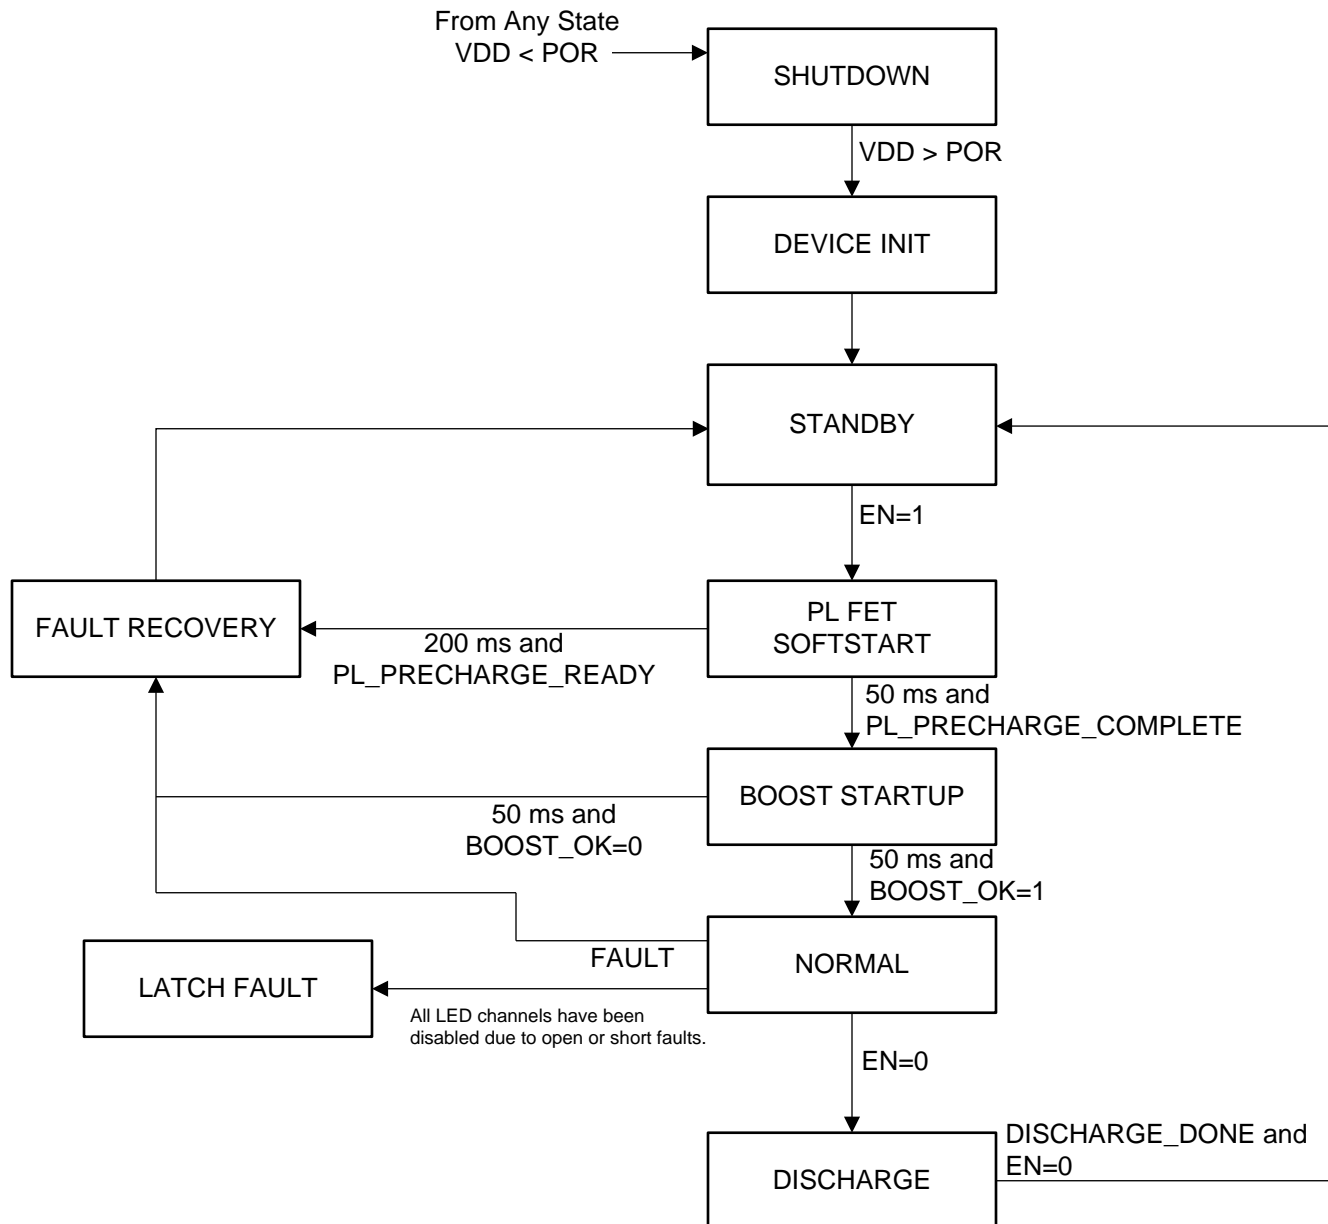 From Any State
VDD < POR
SHUTDOWN
VDD > POR
DEVICE INIT
STANDBY
EN=1
FAULT RECOVERY
PL FET
SOFTSTART
200 ms and
PL_PRECHARGE_READY
50 ms and
PL_PRECHARGE_COMPLETE
BOOST STARTUP
50 ms and
BOOST_OK=0
50 ms and
BOOST_OK=1
NORMAL
FAULT
LATCH FAULT
All LED channels have been
disabled due to open or short faults.
EN=0
DISCHARGE
DISCHARGE_DONE and
EN=0